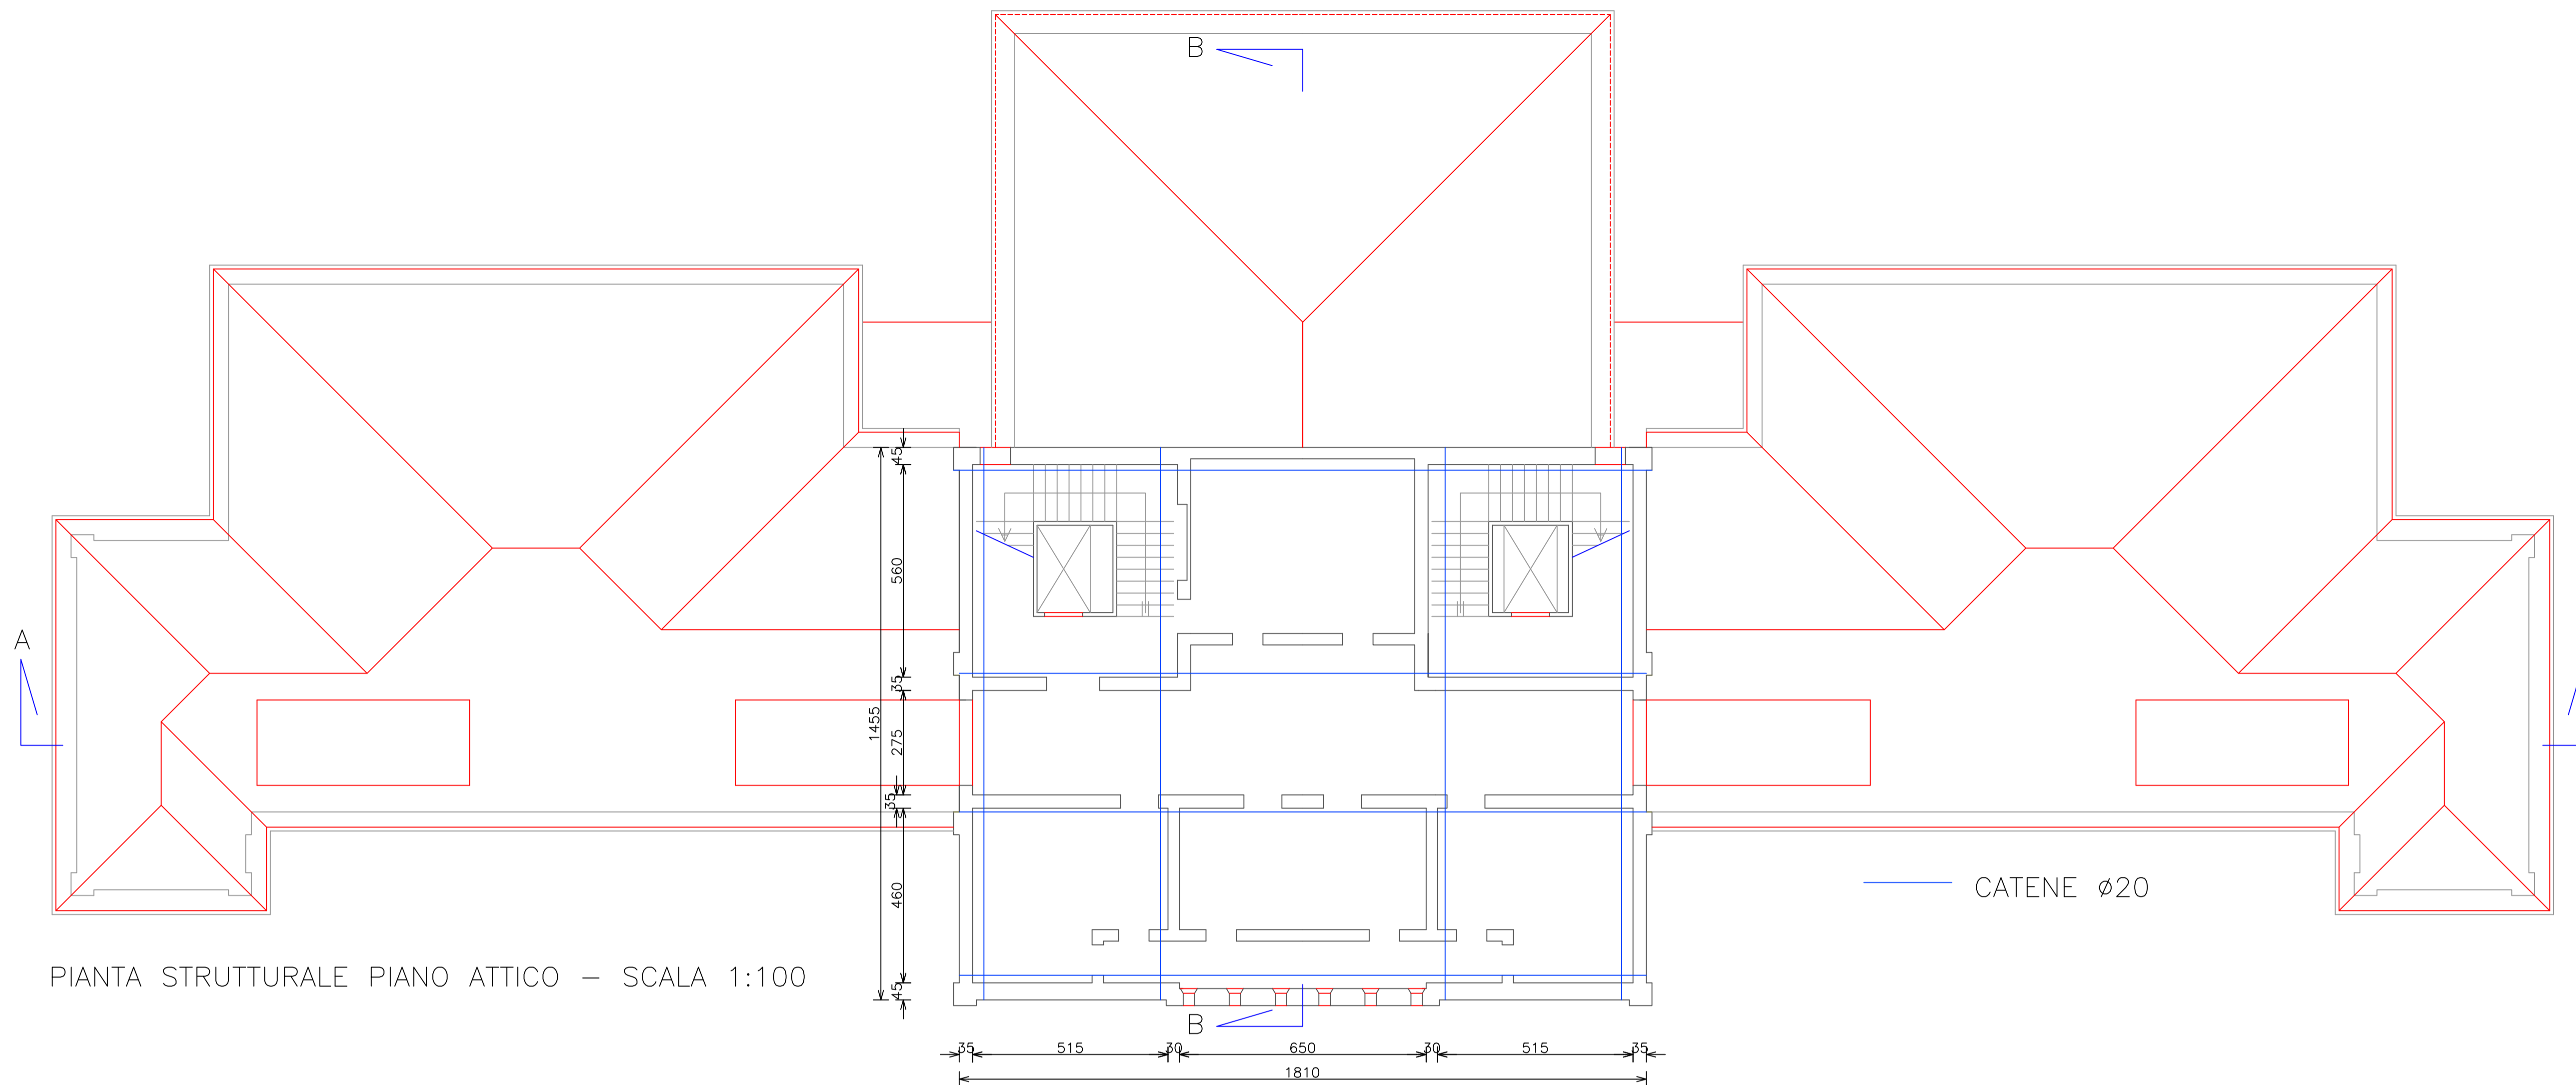 B
45
560
35
A
275
1455
35
CATENE ø20
460
PIANTA STRUTTURALE PIANO ATTICO – SCALA 1:100
45
B
35 515 30 650 30 515 35
1810